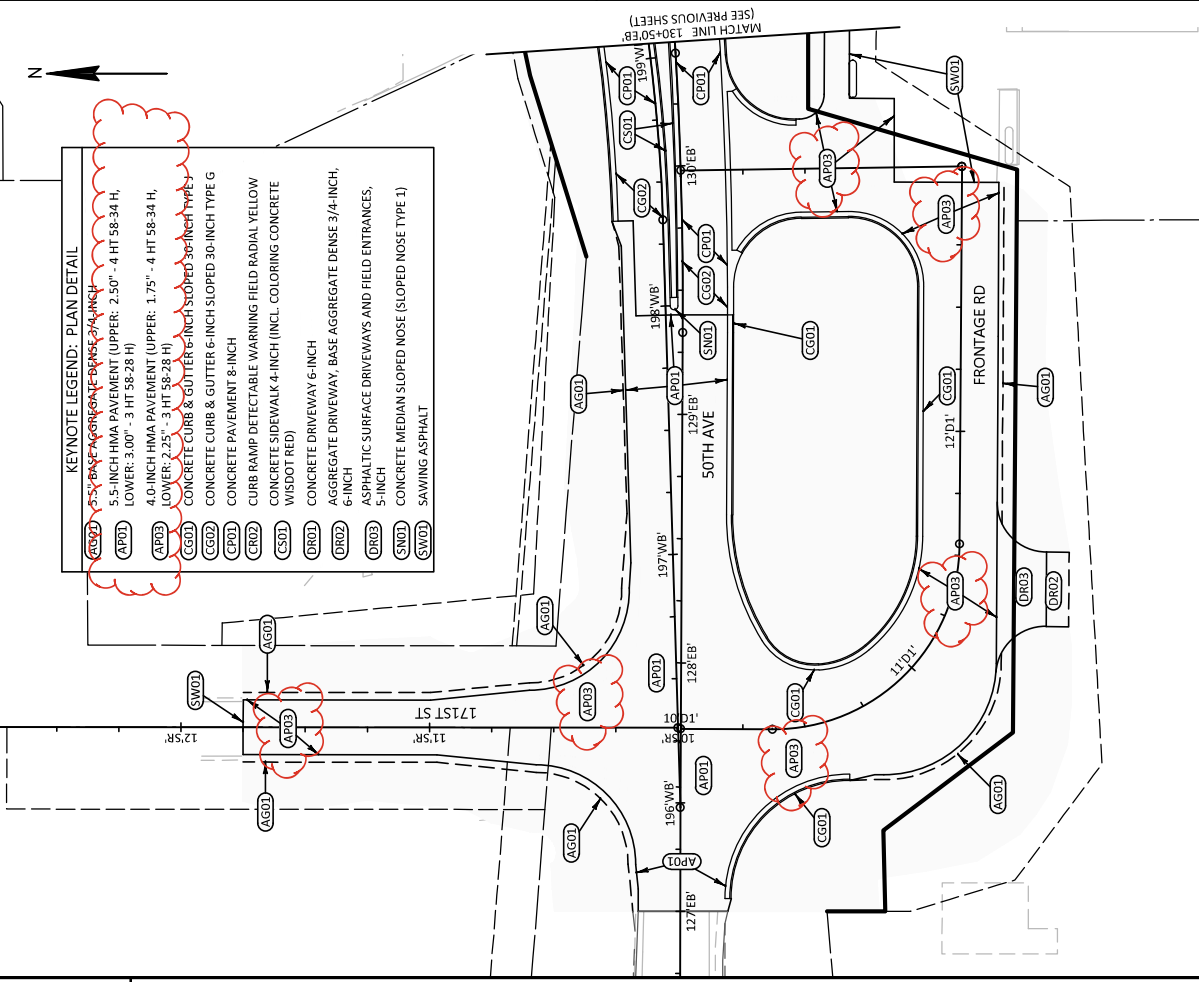 N
MATCH LINE 130+50'EB'
(SEE PREVIOUS SHEET)
KEYNOTE LEGEND: PLAN DETAIL
AG01 5.5" BASE AGGREGATE DENSE 3/4-INCH
AP01 5.5-INCH HMA PAVEMENT (UPPER: 2.50" - 4 HT 58-34 H,
LOWER: 3.00" - 3 HT 58-28 H)
AP03 4.0-INCH HMA PAVEMENT (UPPER: 1.75" - 4 HT 58-34 H,
LOWER: 2.25" - 3 HT 58-28 H)
CG01 CONCRETE CURB & GUTTER 6-INCH SLOPED 30-INCH TYPE J
CG02 CONCRETE CURB & GUTTER 6-INCH SLOPED 30-INCH TYPE G
CP01 CONCRETE PAVEMENT 8-INCH
CR02 CURB RAMP DETECTABLE WARNING FIELD RADIAL YELLOW
CS01 CONCRETE SIDEWALK 4-INCH (INCL. COLORING CONCRETE
WISDOT RED)
DR01 CONCRETE DRIVEWAY 6-INCH
DR02 AGGREGATE DRIVEWAY, BASE AGGREGATE DENSE 3/4-INCH,
6-INCH
DR03 ASPHALTIC SURFACE DRIVEWAYS AND FIELD ENTRANCES,
5-INCH
SN01 CONCRETE MEDIAN SLOPED NOSE (SLOPED NOSE TYPE 1)
SW01 SAWING ASPHALT
SW01
AG01
AP03
AG01
12'SR'
11'SR'
171ST ST
AG01
AP03
AG01
AP01
10'SR'
10'D1'
AP01
196'WB'
AP01
127'EB'
128'EB'
197'WB'
AG01
AP01
129'EB'
50TH AVE
198'WB'
SN01
CG02
CP01
CG02
CS01
CP01
199'W
CP01
130'EB'
AP03
SW01
AP03
CG01
CG01
12'D1'
FRONTAGE RD
AG01
AP03
DR03
DR02
11'D1'
CG01
AP03
CG01
AG01